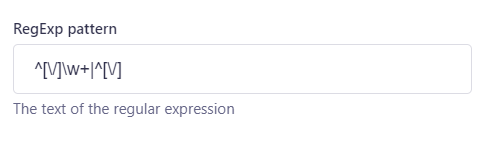 RegExp pattern
^[\/]\w+|^[\/]
The text of the regular expression